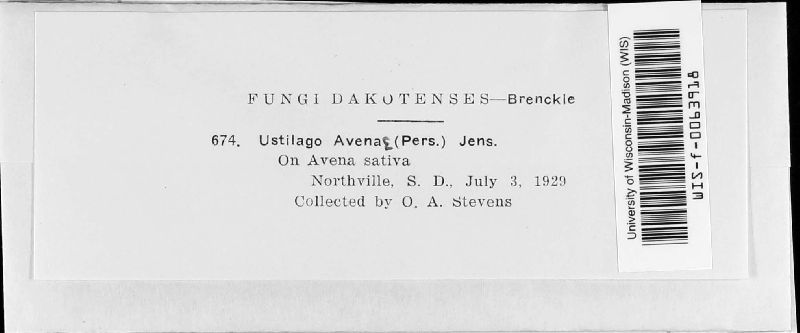 FUNGI DAKOTENSES—Brenckle
674. Ustilago Avenae (Pers.) Jens.
On Avena sativa
Northville, S. D., July 3, 1929
Collected by O. A. Stevens
University of Wisconsin-Madison (WIS)
WIS-f-0063918